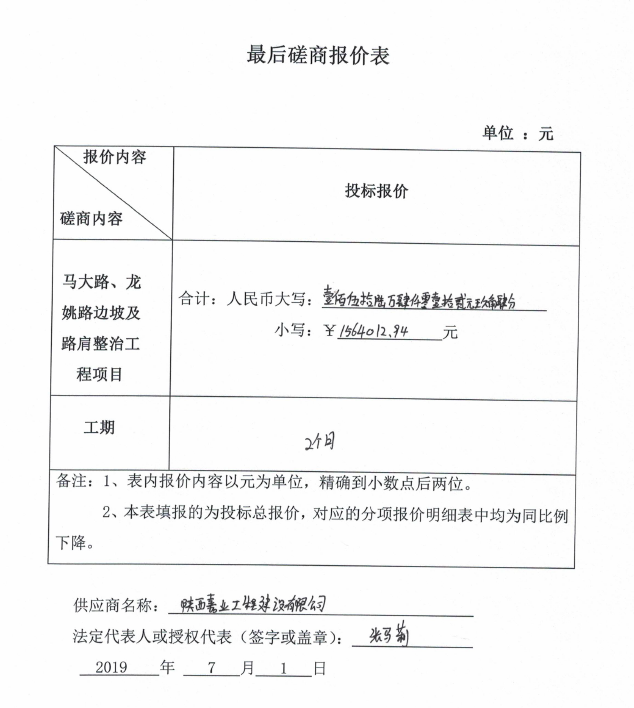 最后磋商报价表
单位 ：元
报价内容
磋商内容
投标报价
马大路、龙
姚路边坡及
路肩整治工
程项目
合计：人民币大写：壹佰伍拾陆万肆仟零壹拾贰元玖角肆分
小写：￥1564012.94元
工期
2个月
备注：1、表内报价内容以元为单位，精确到小数点后两位。
2、本表填报的为投标总报价，对应的分项报价明细表中均为同比例
下降。
供应商名称：陕西嘉业工程建设有限公司
法定代表人或授权代表（签字或盖章）：张
2019 年 7 月 1 日